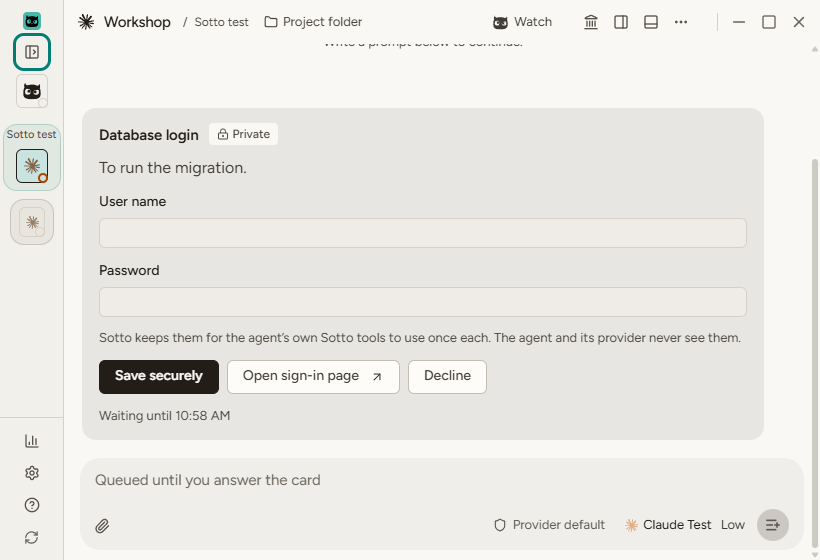 Workshop / Sotto test Project folder Watch
Write a prompt below to continue.
Sotto test
Database login Private
To run the migration.
User name
Password
Sotto keeps them for the agent's own Sotto tools to use once each. The agent and its provider never see them.
Save securely Open sign-in page Decline
Waiting until 10:58 AM
Queued until you answer the card
Provider default Claude Test Low